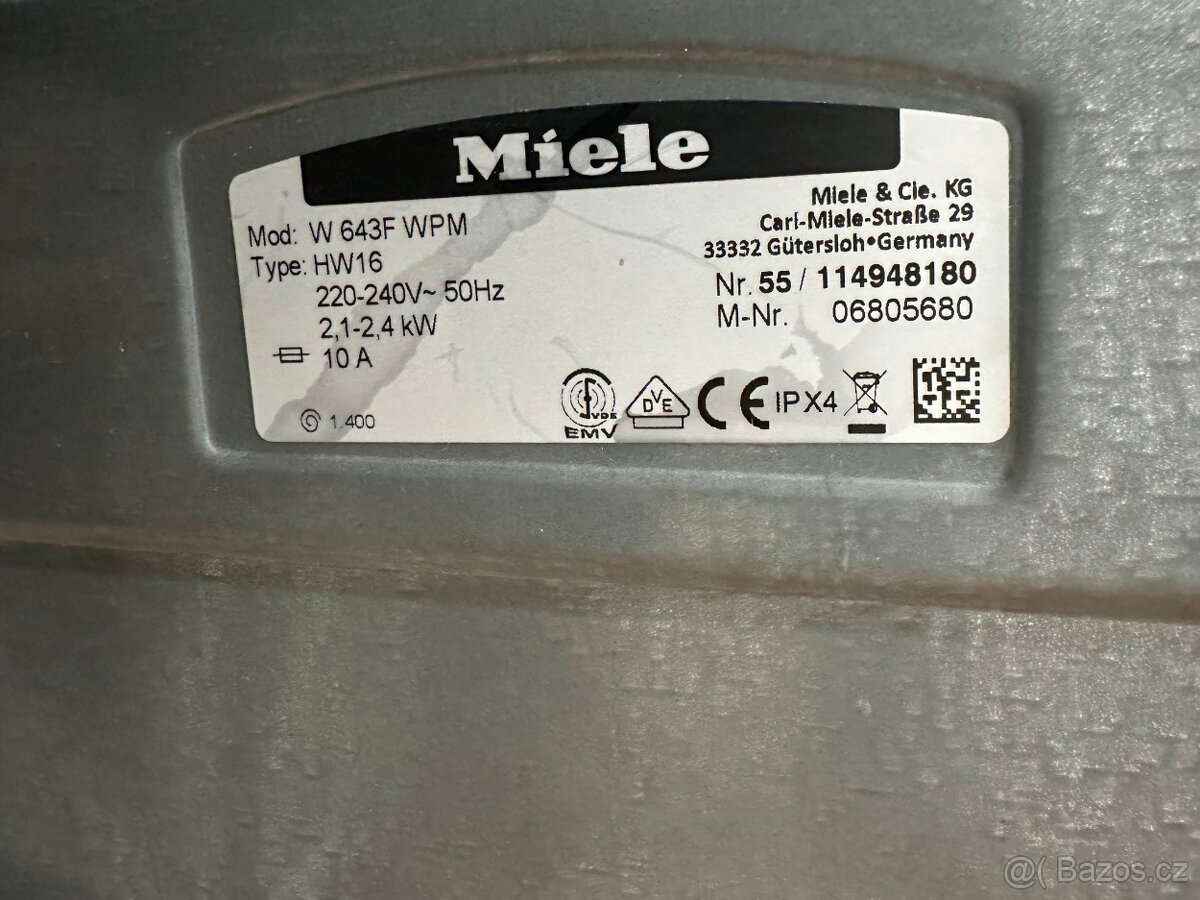 Miele
Mod: W 643F WPM
Type: HW16
220-240V~ 50Hz
2,1-2,4 kW
10 A
1.400
Miele & Cie. KG
Carl-Miele-Straße 29
33332 Gütersloh•Germany
Nr. 55 / 114948180
M-Nr. 06805680
VDE
EMV
DVE
CE
IPX4
@( Bazos.cz